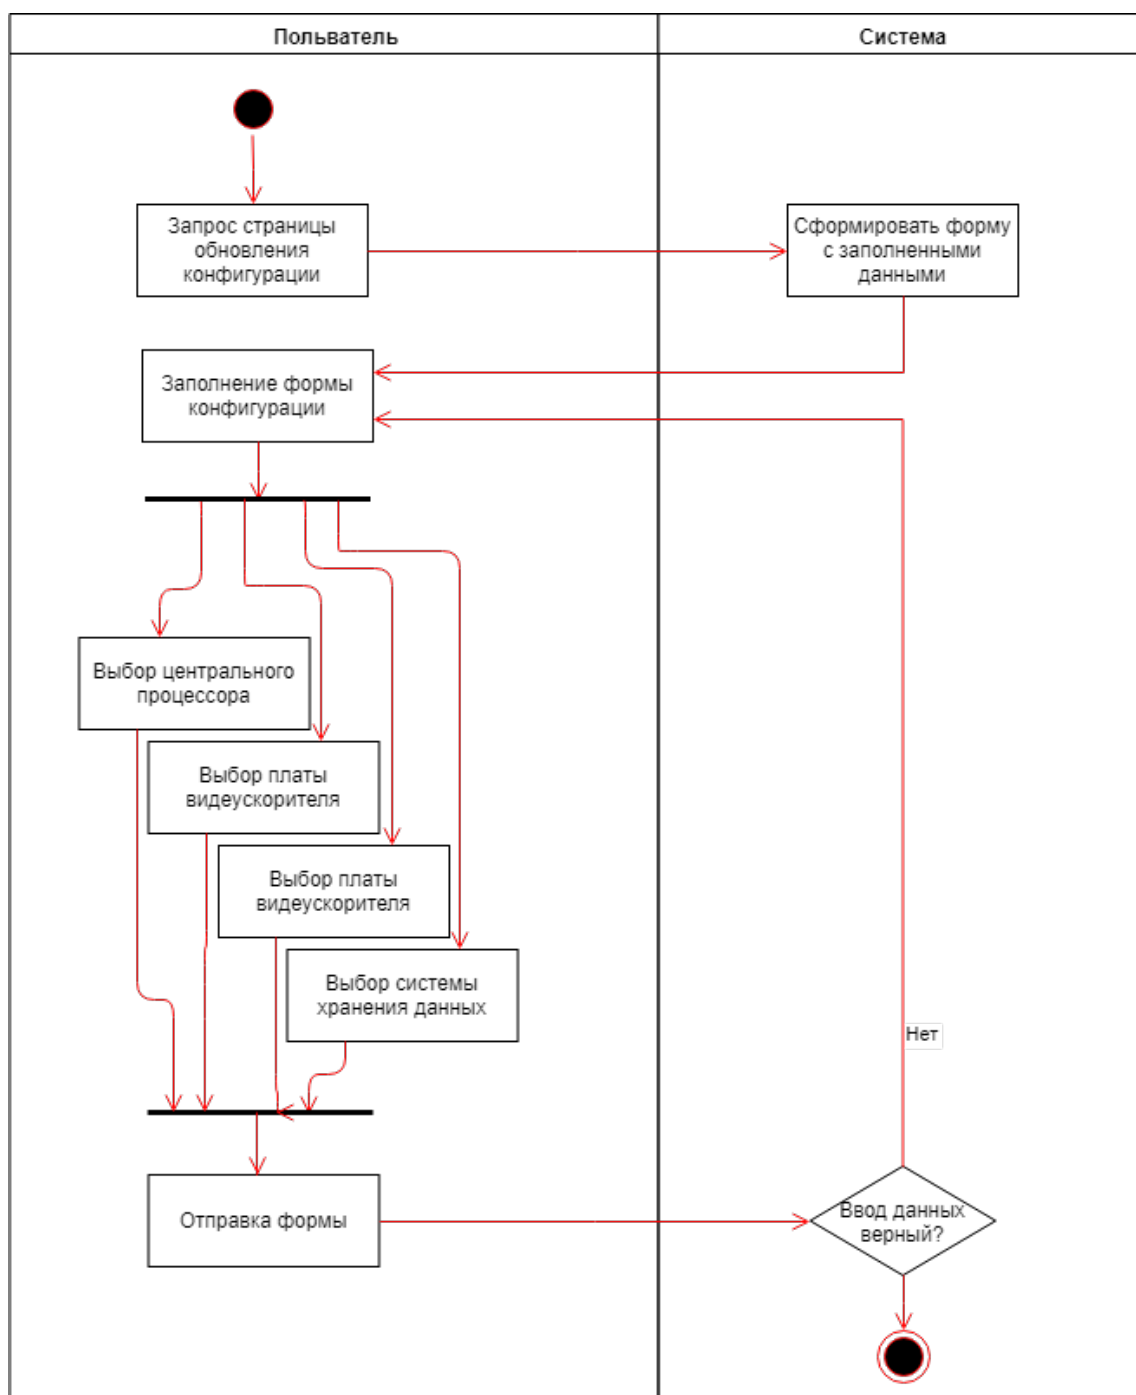 Пользатель
Система
Запрос страницы
обновления
конфигурации
Сформировать форму
с заполненными
данными
Заполнение формы
конфигурации
Выбор центрального
процессора
Выбор платы
видеускорителя
Выбор платы
видеускорителя
Выбор системы
хранения данных
Нет
Отправка формы
Ввод данных
верный?